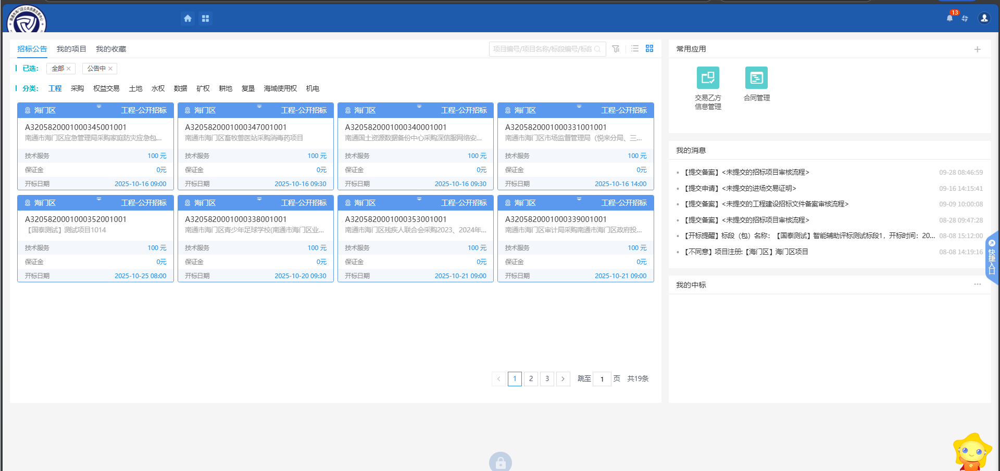 南通市海门区公共资源交易中心
13
招标公告 我的项目 我的收藏
项目编号/项目名称/标段编号/标段
已选： 全部 公告中
分类： 工程 采购 权益交易 土地 水权 数据 矿权 耕地 复垦 海域使用权 机电
海门区 工程-公开招标
A3205820001000345001001
南通市海门区应急管理局采购家庭防灾应急包...
技术服务 100 元
保证金 0元
开标日期 2025-10-16 09:00
海门区 工程-公开招标
A3205820001000347001001
南通市海门区畜牧兽医站采购消毒药项目
技术服务 100 元
保证金 0元
开标日期 2025-10-16 09:30
海门区 工程-公开招标
A3205820001000340001001
南通国土资源数据备份中心采购深信服网络安...
技术服务 100 元
保证金 0元
开标日期 2025-10-16 09:30
海门区 工程-公开招标
A3205820001000331001001
南通市海门区市场监督管理局（悦来分局、三...
技术服务 100 元
保证金 0元
开标日期 2025-10-16 14:00
海门区 工程-公开招标
A3205820001000352001001
【国泰测试】测试项目1014
技术服务 100 元
保证金 0元
开标日期 2025-10-25 08:00
海门区 工程-公开招标
A3205820001000338001001
南通市海门区青少年足球学校(南通市海门区业...
技术服务 100 元
保证金 0元
开标日期 2025-10-20 09:30
海门区 工程-公开招标
A3205820001000353001001
南通市海门区残疾人联合会采购2023、2024年...
技术服务 100 元
保证金 0元
开标日期 2025-10-21 09:00
海门区 工程-公开招标
A3205820001000339001001
南通市海门区审计局采购南通市海门区政府投...
技术服务 100 元
保证金 0元
开标日期 2025-10-21 09:00
1 2 3 跳至 1 页 共19条
常用应用
交易乙方
信息管理
合同管理
我的消息
【提交备案】<未提交的招标项目审核流程> 09-28 08:46:59
【提交申请】<未提交的进场交易证明> 09-16 14:15:41
【提交备案】<未提交的工程建设招标文件备案审核流程> 09-09 10:00:08
【提交备案】<未提交的招标项目审核流程> 08-28 09:47:28
【开标提醒】标段（包）名称：【国泰测试】智能辅助评标测试标段1，开标时间：20... 08-08 15:12:00
【不同意】项目注册:【海门区】海门区项目 08-08 14:19:16
我的中标
快捷入口